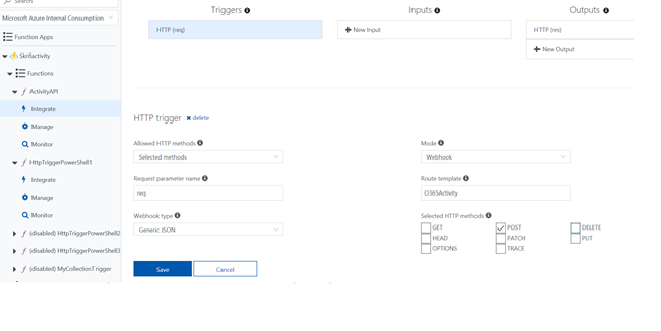 Search
Microsoft Azure Internal Consumption
Function Apps
Functions
Integrate
Manage
Monitor
HttpTriggerPowerShell1
Integrate
Manage
Monitor
(disabled) HttpTriggerPowerShell2
(disabled) HttpTriggerPowerShell3
(disabled) MyCollectionTrigger
Triggers
HTTP (req)
Inputs
New Input
Outputs
HTTP (res)
New Output
HTTP trigger × delete
Allowed HTTP methods
Selected methods
Mode
Webhook
Request parameter name
req
Route template
O365Activity
Webhook type
Generic JSON
Selected HTTP methods
GET POST DELETE
HEAD PATCH PUT
OPTIONS TRACE
Save Cancel